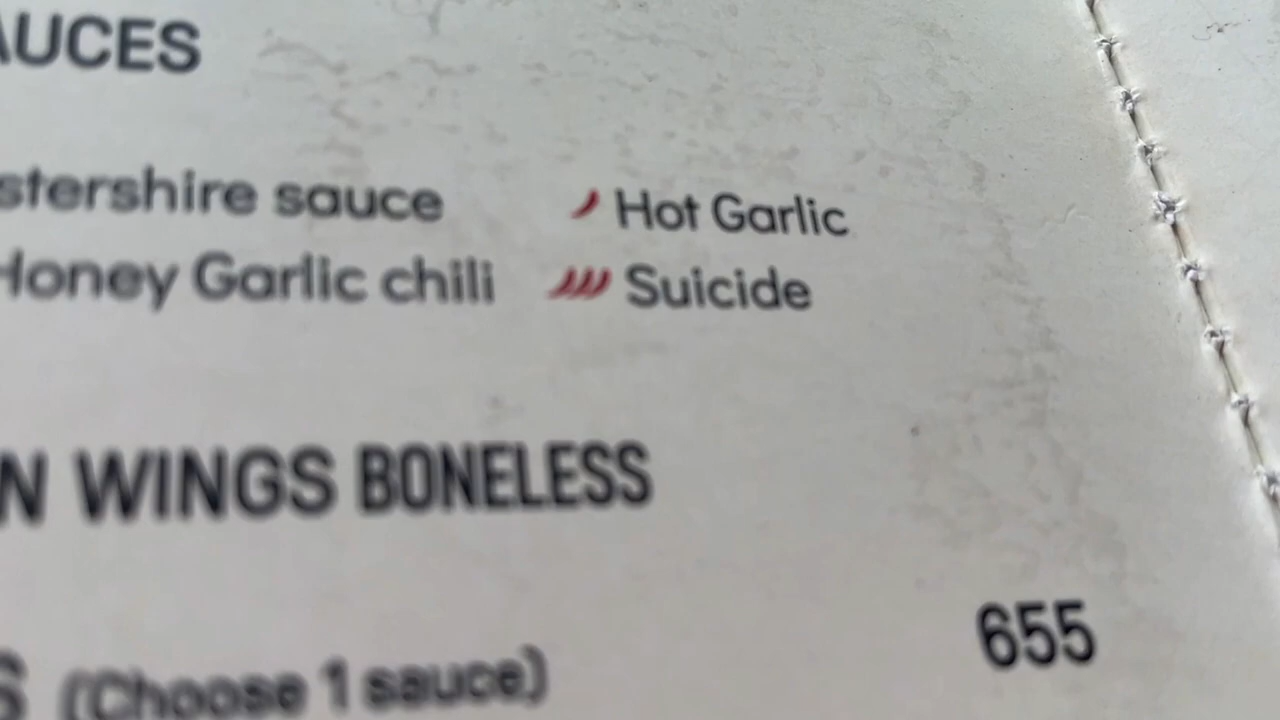 AUCES
stershire sauce Hot Garlic
Honey Garlic chili Suicide
N WINGS BONELESS
655
S (Choose 1 sauce)